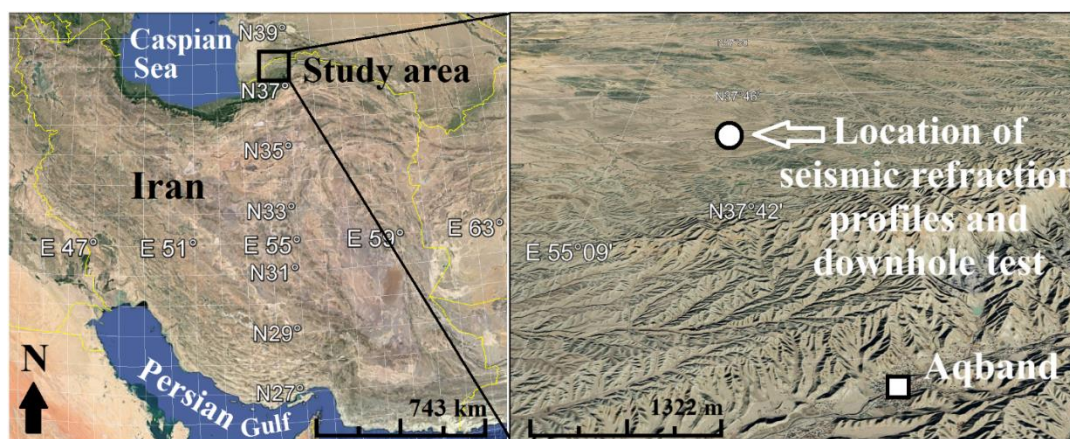 Caspian
Sea
N39°
Study area
N37°
N35°
Iran
N33°
E 47°
E 51°
E 55°
E 59°
E 63°
N31°
N29°
N27°
N
Persian
Gulf
743 km
N37°46'
Location of
seismic refraction
profiles and
downhole test
N37°42'
E 55°09'
Aqband
1322 m